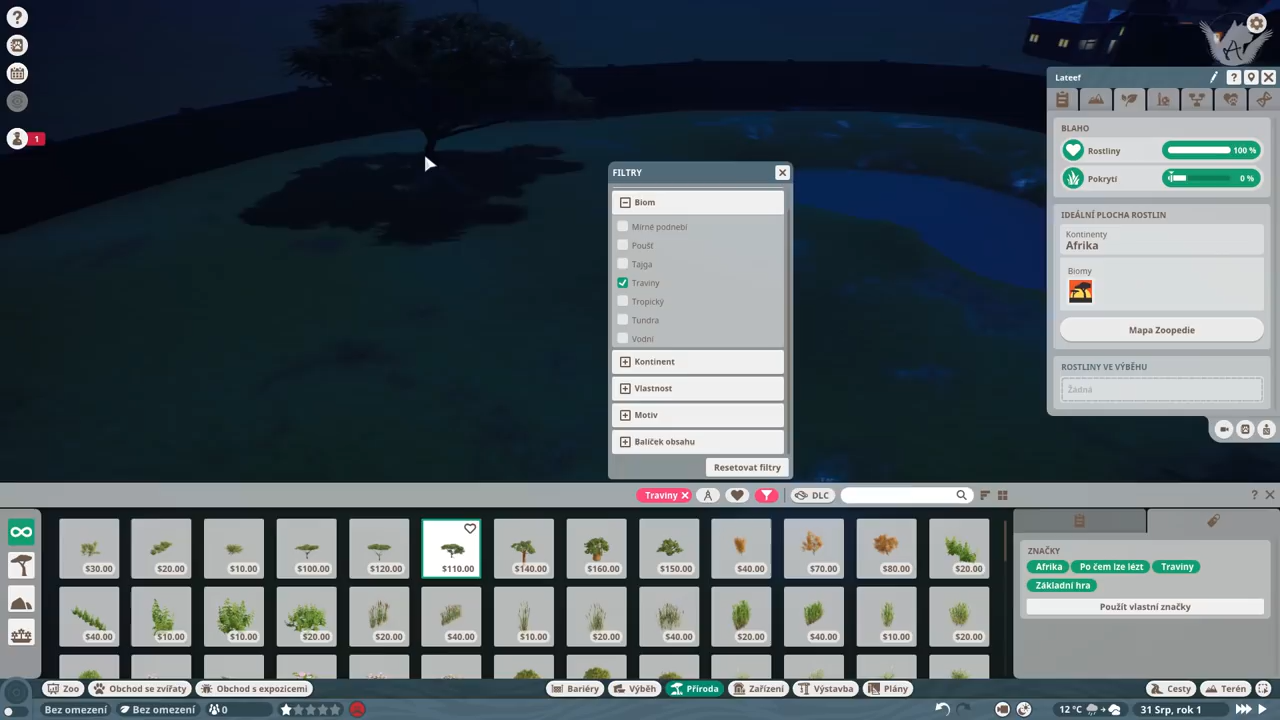 ?
1
Lateef
?
BLAHO
Rostliny
100 %
Pokrytí
0 %
IDEÁLNÍ PLOCHA ROSTLIN
Kontinenty
Afrika
Biomy
Mapa Zoopedie
ROSTLINY VE VÝBĚHU
Žádná
FILTRY
Biom
Mírné podnebí
Poušť
Tajga
Traviny
Tropický
Tundra
Vodní
Kontinent
Vlastnost
Motiv
Balíček obsahu
Resetovat filtry
Traviny
DLC
?
$30.00 $20.00 $10.00 $100.00 $120.00 $110.00 $140.00 $160.00 $150.00 $40.00 $70.00 $80.00 $20.00
$40.00 $10.00 $10.00 $20.00 $20.00 $40.00 $10.00 $20.00 $40.00 $20.00 $40.00 $10.00 $20.00
ZNAČKY
Afrika Po čem lze lézt Traviny
Základní hra
Použít vlastní značky
Zoo Obchod se zvířaty Obchod s expozicemi Bariéry Výběh Příroda Zařízení Výstavba Plány Cesty Terén
Bez omezení Bez omezení 0 12 °C 31 Srp, rok 1